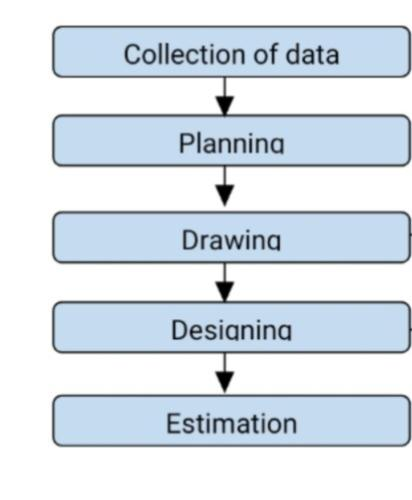 Collection of data
Planning
Drawing
Designing
Estimation